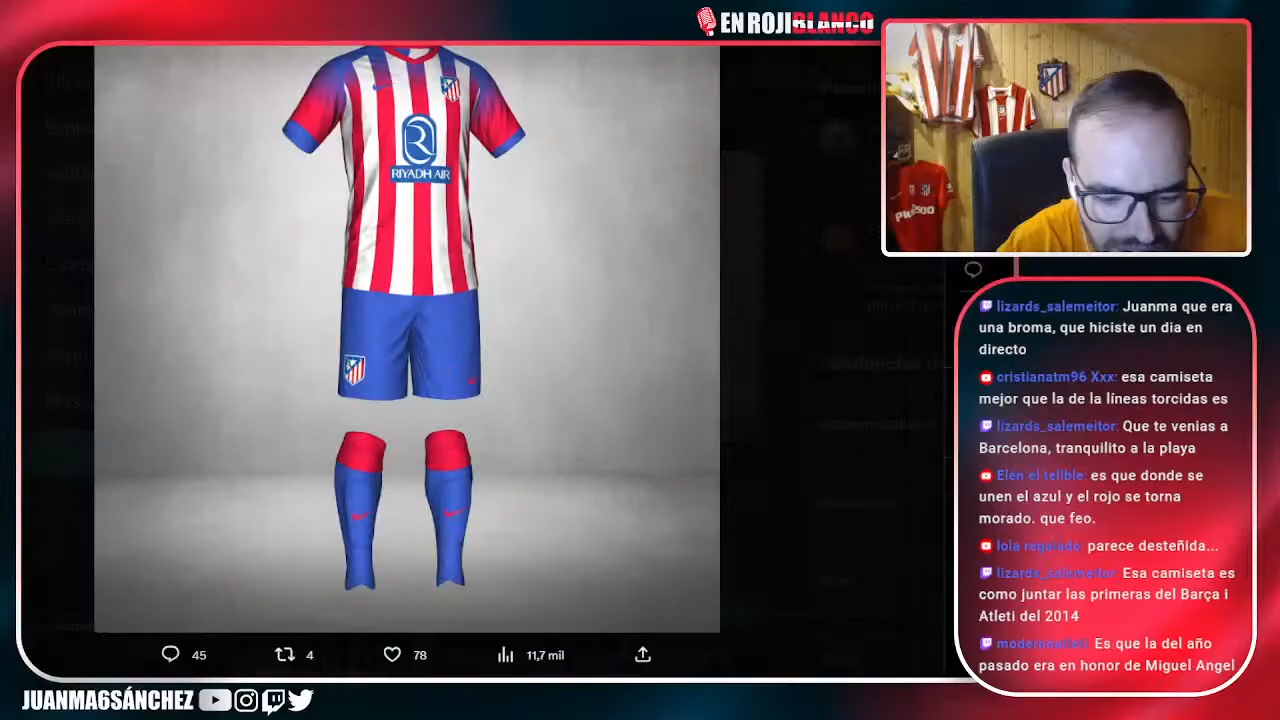 EN ROJIBLANCO
RIYADH AIR
lizards_salemeitor: Juanma que era
una broma, que hiciste un dia en
directo
cristianatm96 Xxx: esa camiseta
mejor que la de la líneas torcidas es
lizards_salemeitor: Que te venias a
Barcelona, tranquilito a la playa
Elen el telible: es que donde se
unen el azul y el rojo se torna
morado. que feo.
lola regalado: parece desteñida...
lizards_salemeitor: Esa camiseta es
como juntar las primeras del Barça i
Atleti del 2014
Es que la del año
pasado era en honor de Miguel Angel
45
4
78
11,7 mil
JUANMA6SÁNCHEZ